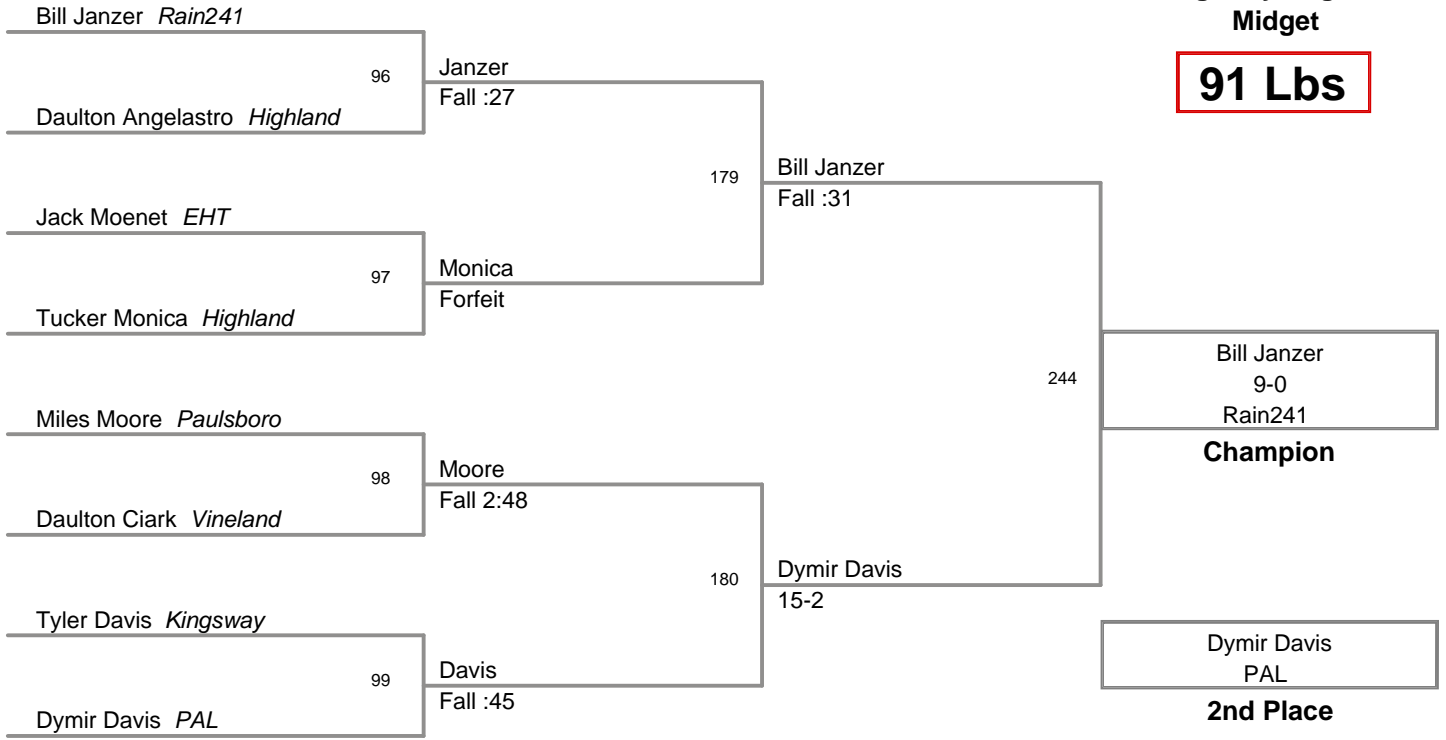 Midget
91 Lbs
Bill Janzer Rain241
96
Janzer
Fall :27
Daulton Angelastro Highland
179
Bill Janzer
Fall :31
Jack Moenet EHT
97
Monica
Forfeit
Tucker Monica Highland
244
Bill Janzer
9-0
Rain241
Champion
Miles Moore Paulsboro
98
Moore
Fall 2:48
Daulton Ciark Vineland
180
Dymir Davis
15-2
Tyler Davis Kingsway
99
Davis
Fall :45
Dymir Davis PAL
Dymir Davis
PAL
2nd Place